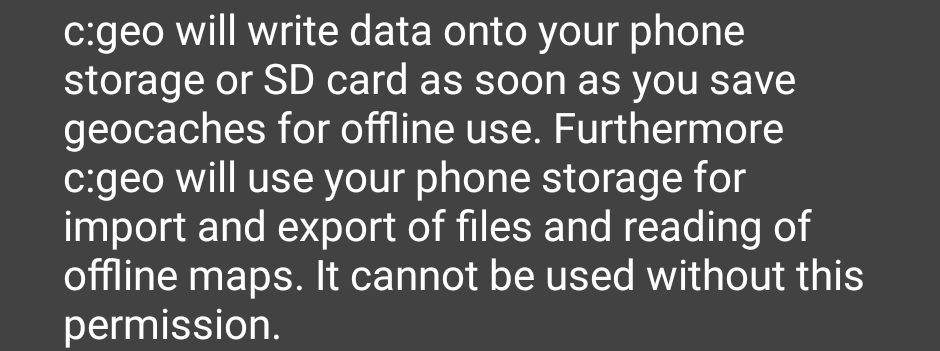 c:geo will write data onto your phone
storage or SD card as soon as you save
geocaches for offline use. Furthermore
c:geo will use your phone storage for
import and export of files and reading of
offline maps. It cannot be used without this
permission.